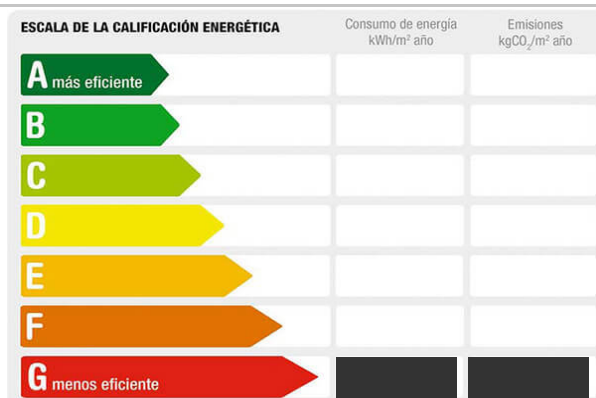 ESCALA DE LA CALIFICACIÓN ENERGÉTICA
Consumo de energía
kWh/m² año
Emisiones
kgCO₂/m² año
A más eficiente
B
C
D
E
F
G menos eficiente